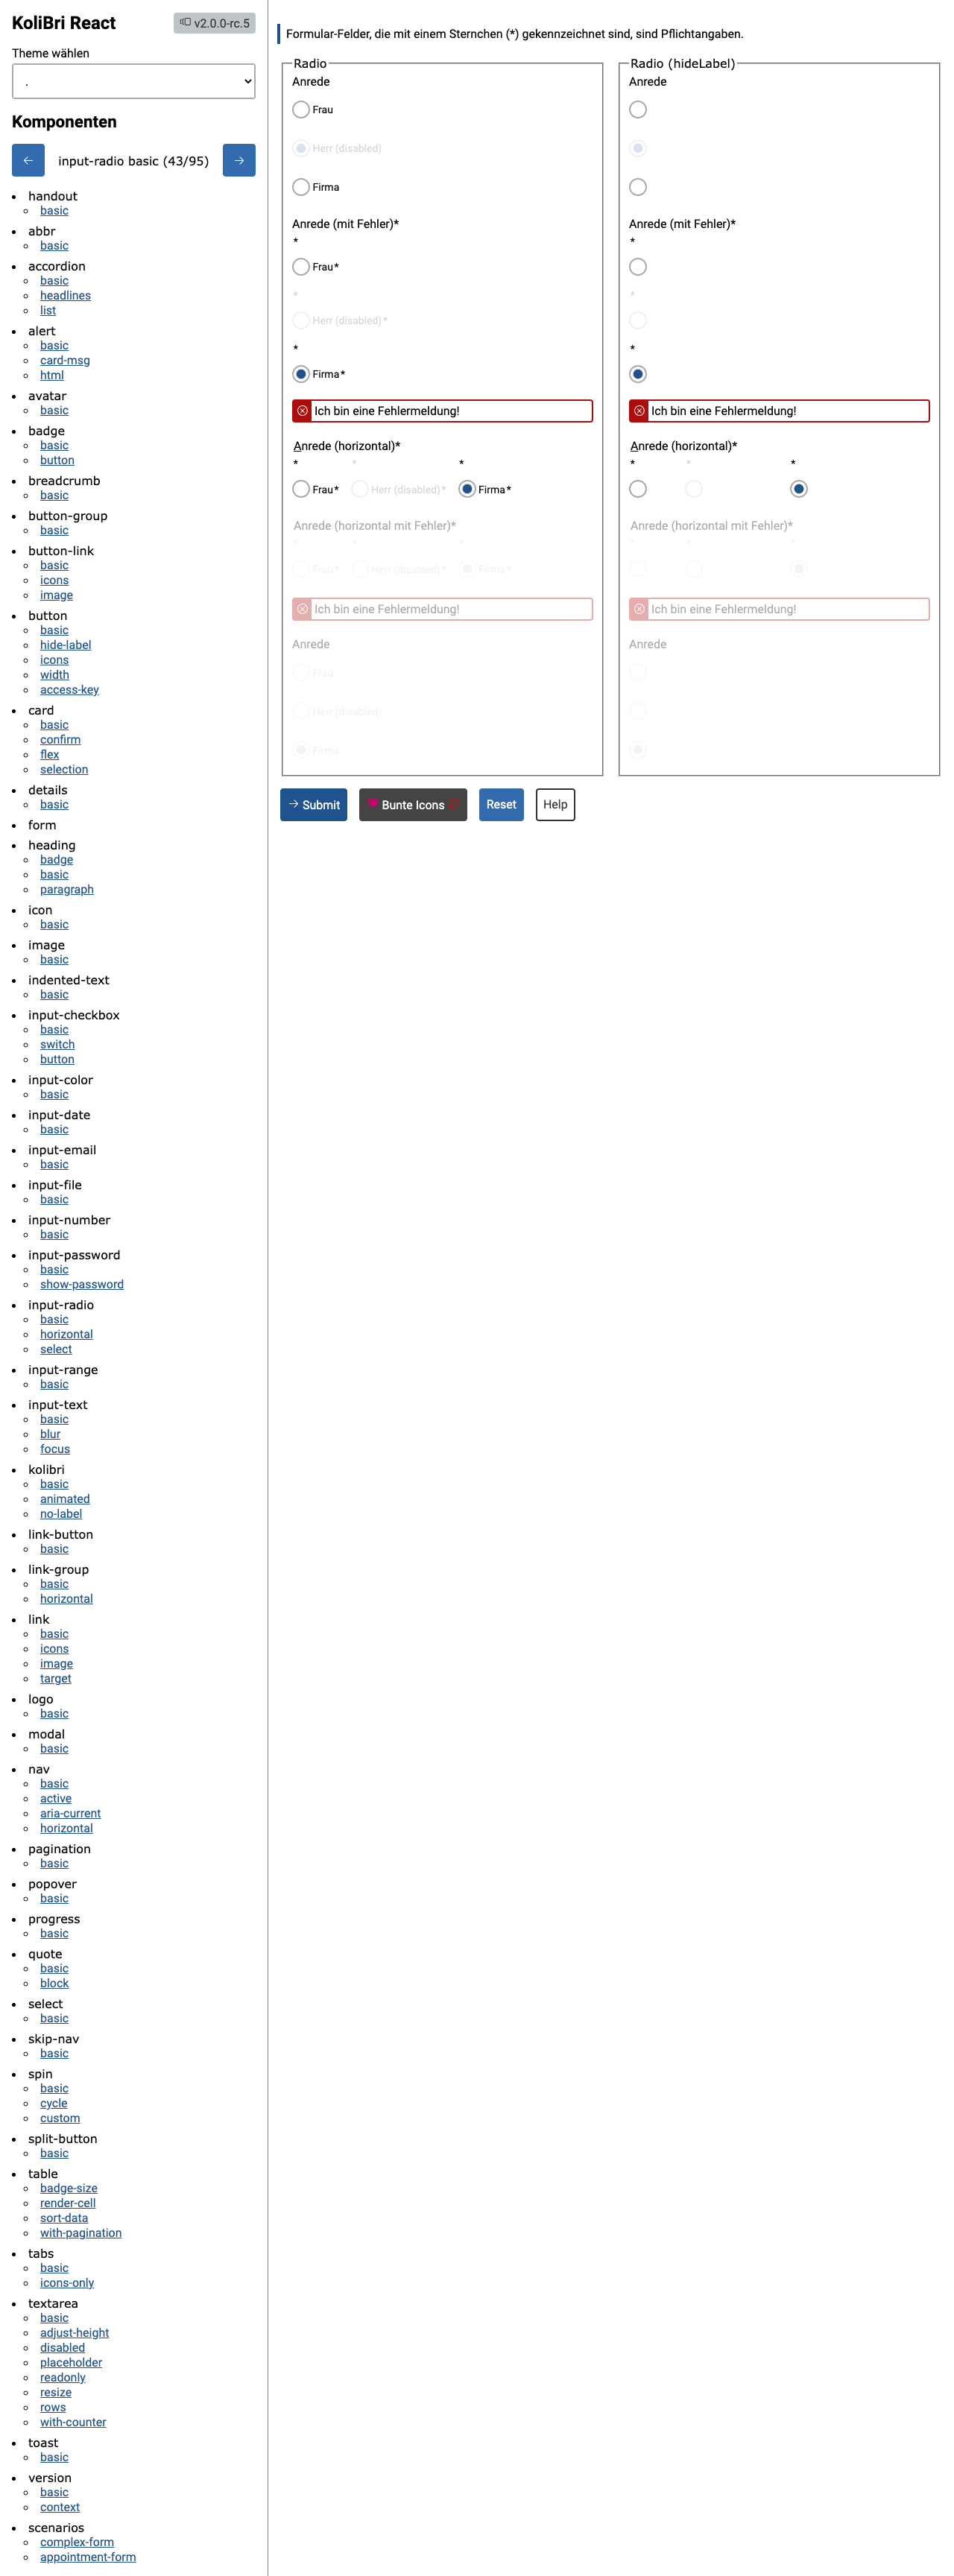 KoliBri React
v2.0.0-rc.5
Theme wählen
.
Komponenten
input-radio basic (43/95)
handout
basic
abbr
basic
accordion
basic
headlines
list
alert
basic
card-msg
html
avatar
basic
badge
basic
button
breadcrumb
basic
button-group
basic
button-link
basic
icons
image
button
basic
hide-label
icons
width
access-key
card
basic
confirm
flex
selection
details
basic
form
heading
badge
basic
paragraph
icon
basic
image
basic
indented-text
basic
input-checkbox
basic
switch
button
input-color
basic
input-date
basic
input-email
basic
input-file
basic
input-number
basic
input-password
basic
show-password
input-radio
basic
horizontal
select
input-range
basic
input-text
basic
blur
focus
kolibri
basic
animated
no-label
link-button
basic
link-group
basic
horizontal
link
basic
icons
image
target
logo
basic
modal
basic
nav
basic
active
aria-current
horizontal
pagination
basic
popover
basic
progress
basic
quote
basic
block
select
basic
skip-nav
basic
spin
basic
cycle
custom
split-button
basic
table
badge-size
render-cell
sort-data
with-pagination
tabs
basic
icons-only
textarea
basic
adjust-height
disabled
placeholder
readonly
resize
rows
with-counter
toast
basic
version
basic
context
scenarios
complex-form
appointment-form
Formular-Felder, die mit einem Sternchen (*) gekennzeichnet sind, sind Pflichtangaben.
Radio
Anrede
Frau
Herr (disabled)
Firma
Anrede (mit Fehler)*
*
Frau*
*
Herr (disabled)*
*
Firma*
Ich bin eine Fehlermeldung!
Anrede (horizontal)*
* * *
Frau* Herr (disabled)* Firma*
Anrede (horizontal mit Fehler)*
* * *
Frau* Herr (disabled)* Firma*
Ich bin eine Fehlermeldung!
Anrede
Frau
Herr (disabled)
Firma
Radio (hideLabel)
Anrede
Anrede (mit Fehler)*
*
*
*
Ich bin eine Fehlermeldung!
Anrede (horizontal)*
* * *
Anrede (horizontal mit Fehler)*
* * *
Ich bin eine Fehlermeldung!
Anrede
Submit
Bunte Icons
Reset
Help